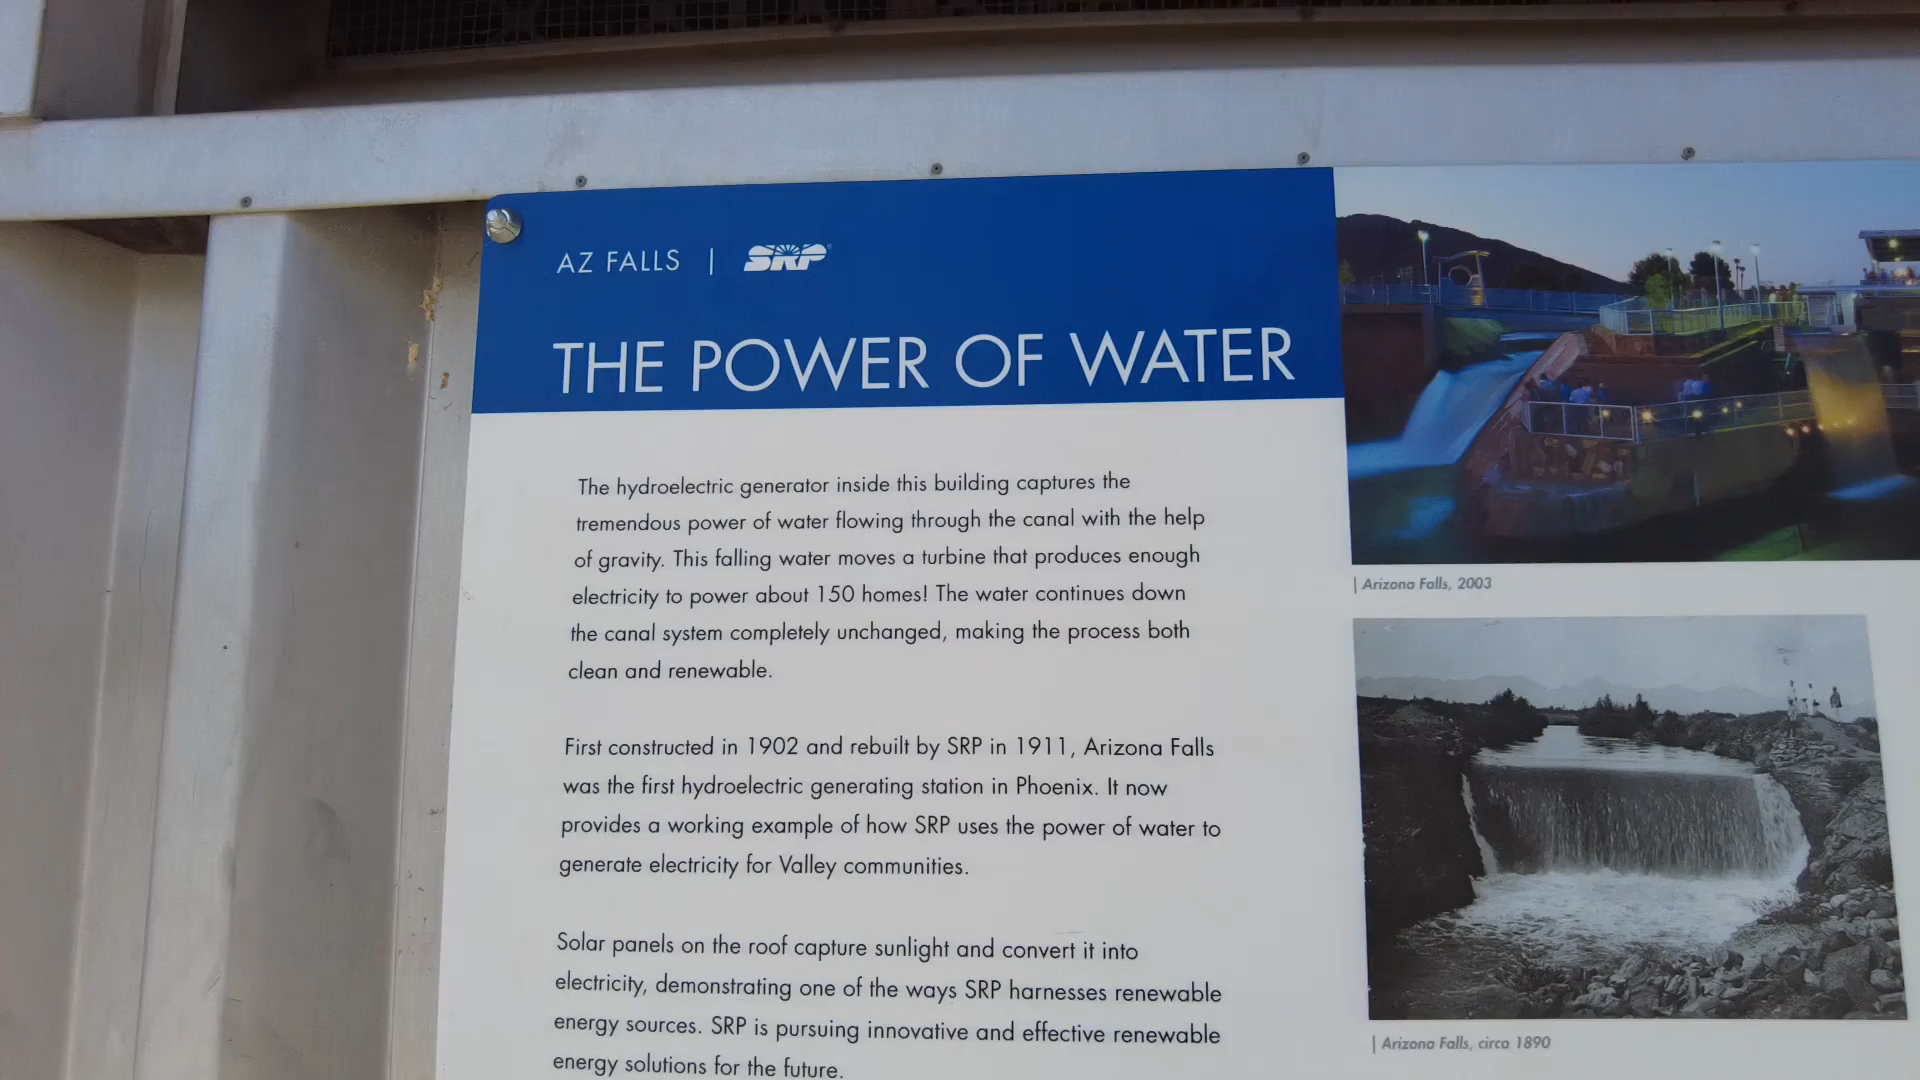 AZ FALLS | SRP®
THE POWER OF WATER
The hydroelectric generator inside this building captures the
tremendous power of water flowing through the canal with the help
of gravity. This falling water moves a turbine that produces enough
electricity to power about 150 homes! The water continues down
the canal system completely unchanged, making the process both
clean and renewable.
First constructed in 1902 and rebuilt by SRP in 1911, Arizona Falls
was the first hydroelectric generating station in Phoenix. It now
provides a working example of how SRP uses the power of water to
generate electricity for Valley communities.
Solar panels on the roof capture sunlight and convert it into
electricity, demonstrating one of the ways SRP harnesses renewable
energy sources. SRP is pursuing innovative and effective renewable
energy solutions for the future.
| Arizona Falls, 2003
| Arizona Falls, circa 1890